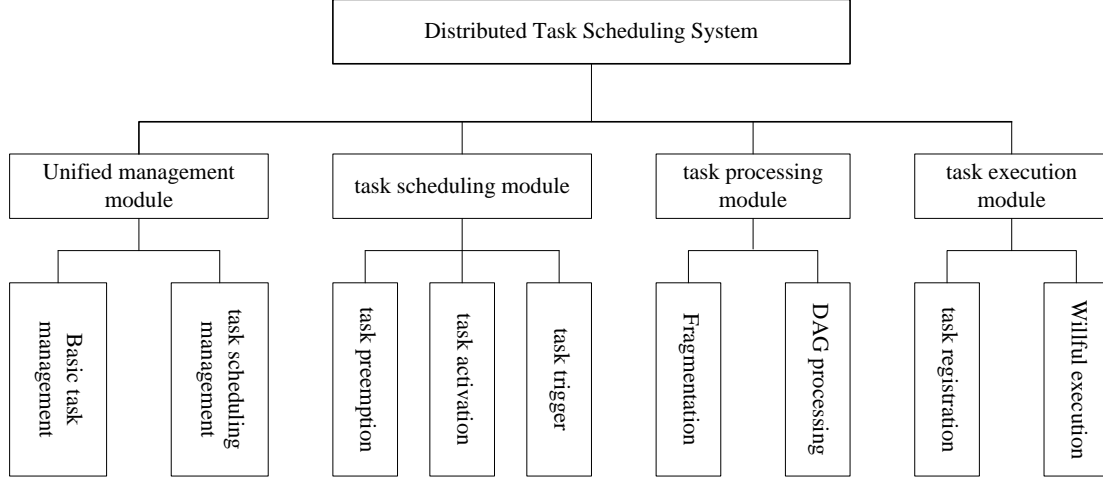 Distributed Task Scheduling System
Unified management
module
task scheduling module
task processing
module
task execution
module
Basic task
management
task scheduling
management
task preemption
task activation
task trigger
Fragmentation
DAG processing
task registration
Willful execution